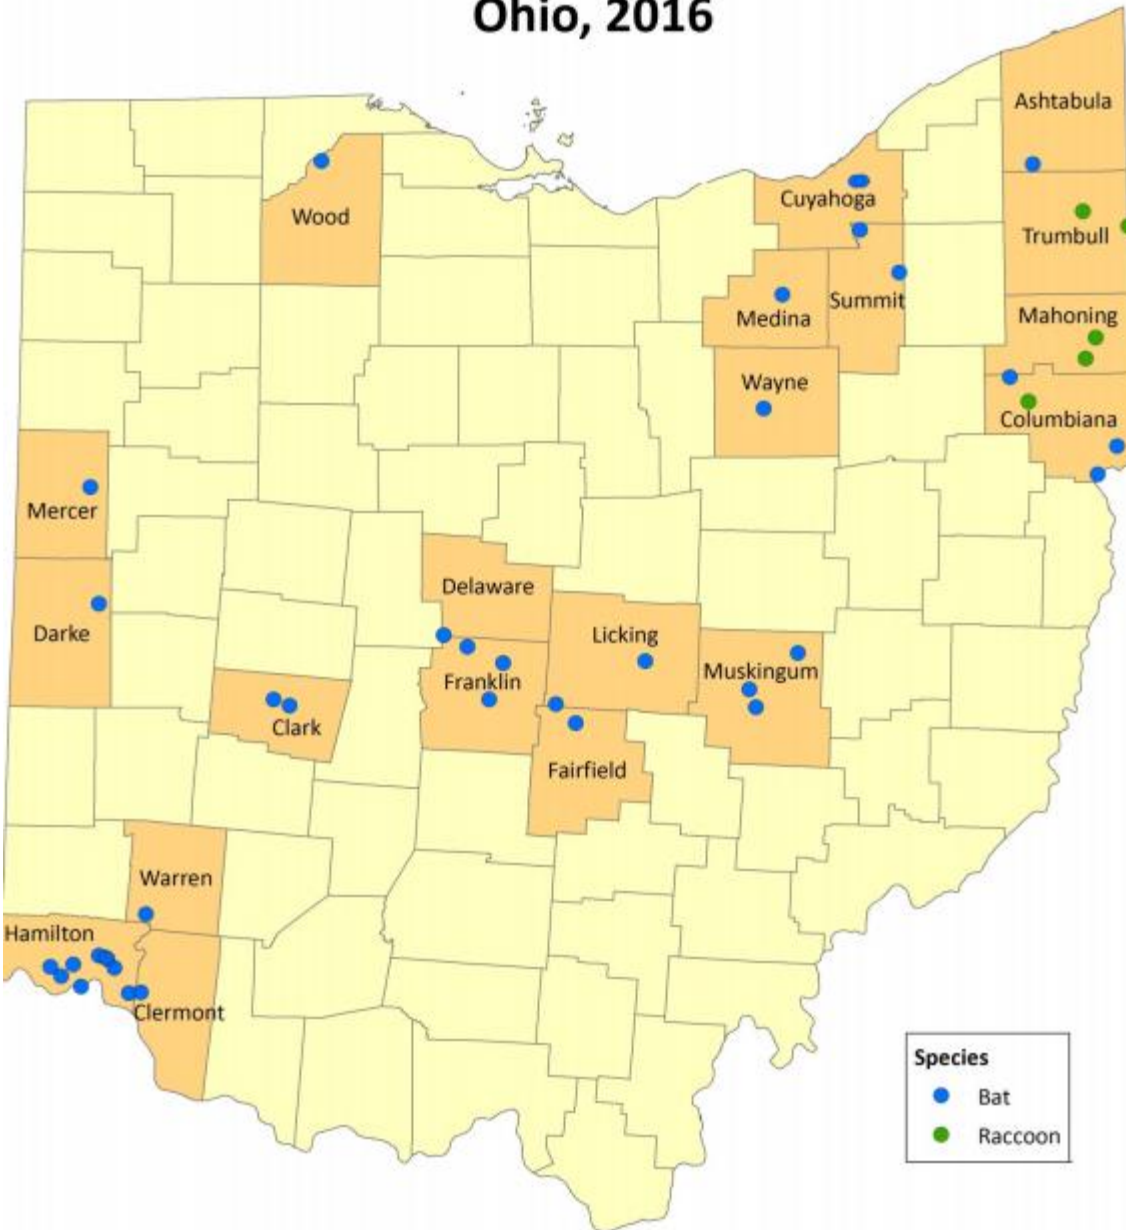 Ohio, 2016
Ashtabula
Cuyahoga
Wood
Trumbull
Summit
Medina
Mahoning
Wayne
Columbiana
Mercer
Delaware
Darke
Licking
Muskingum
Franklin
Clark
Fairfield
Warren
Hamilton
Clermont
Species
Bat
Raccoon